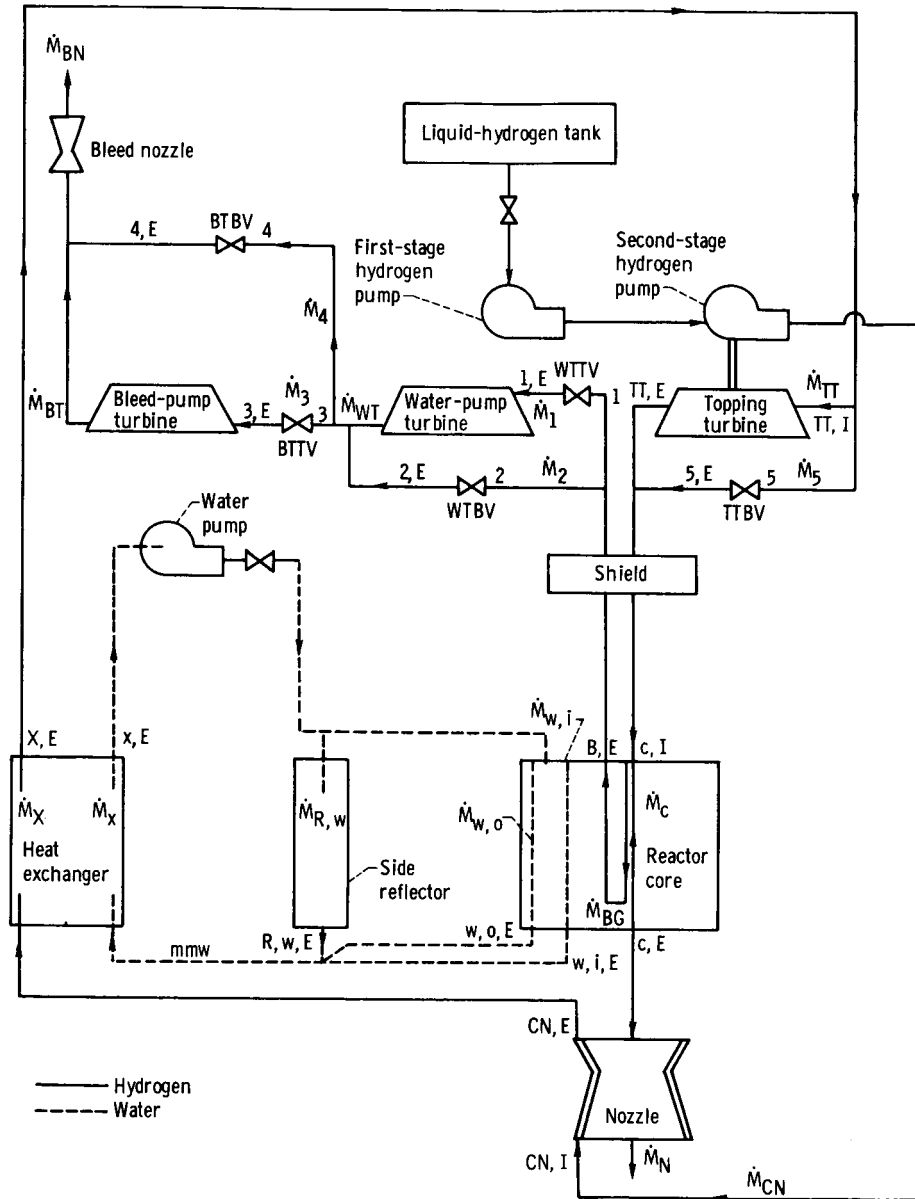 Ṁ_BN
Bleed nozzle
Liquid-hydrogen tank
4, E
BTBV
4
First-stage
hydrogen
pump
Second-stage
hydrogen
pump
Ṁ_4
Ṁ_BT
Bleed-pump
turbine
3, E
Ṁ_3
3
BTTV
Ṁ_WT
Water-pump
turbine
1, E
WTTV
Ṁ_1
1
TT, E
Topping
turbine
Ṁ_TT
TT, I
2, E
2
Ṁ_2
WTBV
5, E
5
Ṁ_5
TTBV
Water
pump
Shield
X, E
x, E
Ṁ_w, i
B, E
c, I
Ṁ_X
Ṁ_x
Heat
exchanger
Ṁ_R, w
Side
reflector
Ṁ_w, o
Ṁ_c
Reactor
core
Ṁ_BG
mmw
R, w, E
w, o, E
w, i, E
c, E
CN, E
Hydrogen
Water
Nozzle
CN, I
Ṁ_N
Ṁ_CN